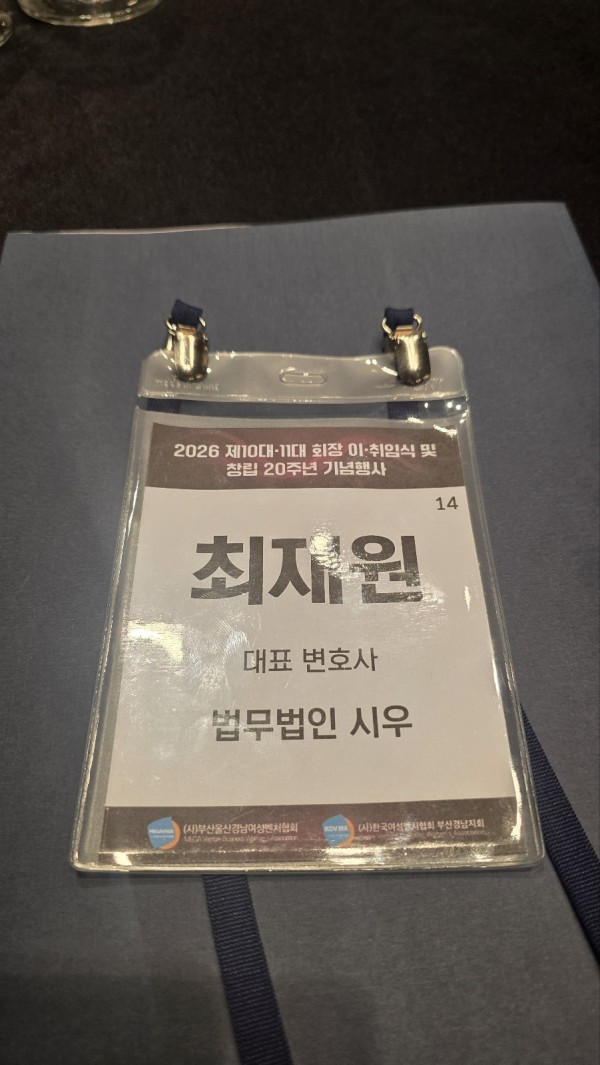 2026 제10대·11대 회장 이·취임식 및
창립 20주년 기념행사
14
최재원
대표 변호사
법무법인 시우
(사)부산울산경남여성벤처협회
(사)한국여성벤처협회 부산경남지회